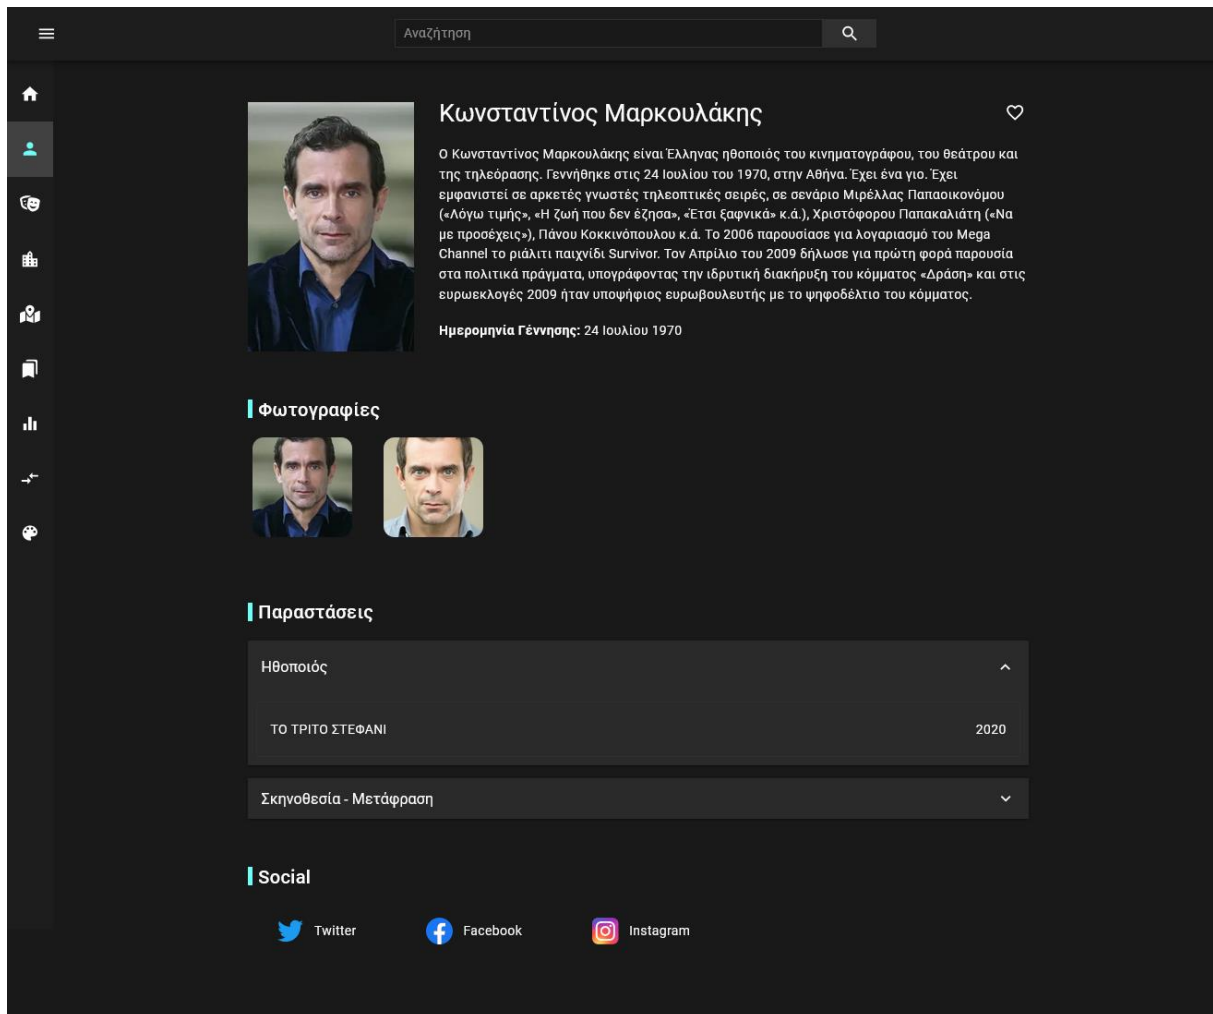 Αναζήτηση
Κωνσταντίνος Μαρκουλάκης
Ο Κωνσταντίνος Μαρκουλάκης είναι Έλληνας ηθοποιός του κινηματογράφου, του θεάτρου και
της τηλεόρασης. Γεννήθηκε στις 24 Ιουλίου του 1970, στην Αθήνα. Έχει ένα γιο. Έχει
εμφανιστεί σε αρκετές γνωστές τηλεοπτικές σειρές, σε σενάριο Μιρέλλας Παπαοικονόμου
(«Λόγω τιμής», «Η ζωή που δεν έζησα», «Έτσι ξαφνικά» κ.ά.), Χριστόφορου Παπακαλιάτη («Να
με προσέχεις»), Πάνου Κοκκινόπουλου κ.ά. Το 2006 παρουσίασε για λογαριασμό του Mega
Channel το ριάλιτι παιχνίδι Survivor. Τον Απρίλιο του 2009 δήλωσε για πρώτη φορά παρουσία
στα πολιτικά πράγματα, υπογράφοντας την ιδρυτική διακήρυξη του κόμματος «Δράση» και στις
ευρωεκλογές 2009 ήταν υποψήφιος ευρωβουλευτής με το ψηφοδέλτιο του κόμματος.
Ημερομηνία Γέννησης: 24 Ιουλίου 1970
Φωτογραφίες
Παραστάσεις
Ηθοποιός
ΤΟ ΤΡΙΤΟ ΣΤΕΦΑΝΙ 2020
Σκηνοθεσία - Μετάφραση
Social
Twitter Facebook Instagram